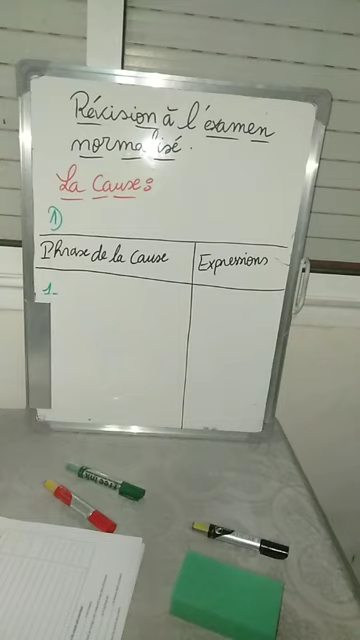 Révision à l'examen
normalisé.
La Cause :
1)
Phrase de la cause
Expressions
1-